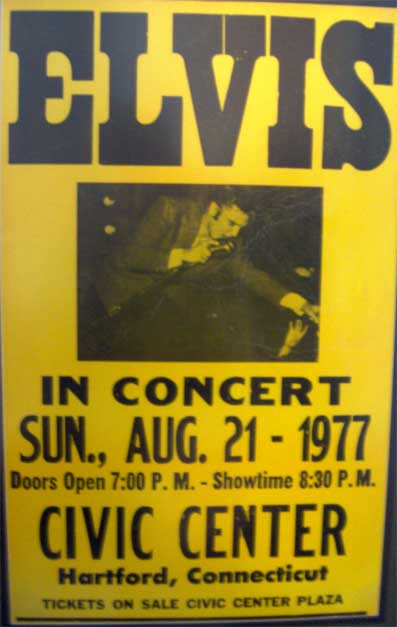 ELVIS
IN CONCERT
SUN., AUG. 21 - 1977
Doors Open 7:00 P. M. - Showtime 8:30 P. M.
CIVIC CENTER
Hartford, Connecticut
TICKETS ON SALE CIVIC CENTER PLAZA